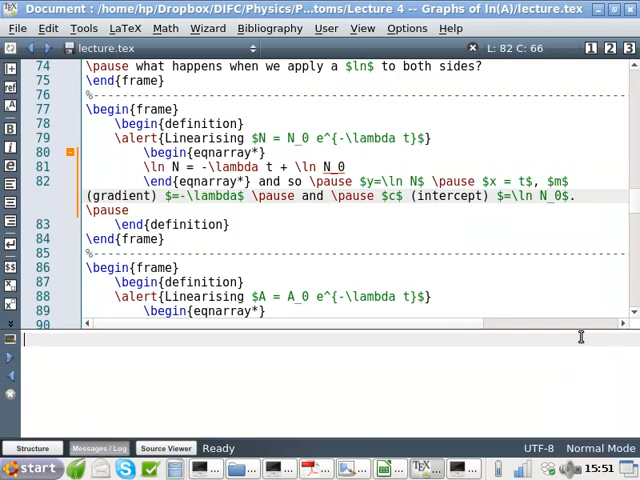 Document : /home/hp/Dropbox/DIFC/Physics/P...toms/Lecture 4 -- Graphs of ln(A)/lecture.tex
File Edit Tools LaTeX Math Wizard Bibliography User View Options Help
lecture.tex L: 82 C: 66 1 2 3
74 \pause what happens when we apply a $ln$ to both sides?
75 \end{frame}
76 %-----------------------------------------------------------------------
77 \begin{frame}
78 \begin{definition}
79 \alert{Linearising $N = N_0 e^{-\lambda t}$}
80 \begin{eqnarray*}
81 \ln N = -\lambda t + \ln N_0
82 \end{eqnarray*} and so \pause $y=\ln N$ \pause $x = t$, $m$
(gradient) $=-\lambda$ \pause and \pause $c$ (intercept) $=\ln N_0$.
\pause
83 \end{definition}
84 \end{frame}
85 %-----------------------------------------------------------------------
86 \begin{frame}
87 \begin{definition}
88 \alert{Linearising $A = A_0 e^{-\lambda t}$}
89 \begin{eqnarray*}
90
Structure Messages / Log Source Viewer Ready UTF-8 Normal Mode
start ... ... ... ... ... ... TEX ... ... 15:51